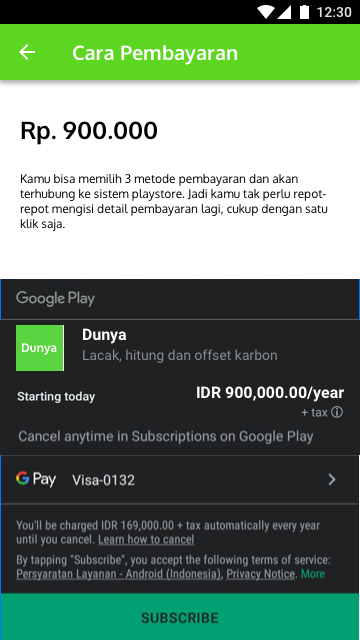 12:30
Cara Pembayaran
Rp. 900.000
Kamu bisa memilih 3 metode pembayaran dan akan
terhubung ke sistem playstore. Jadi kamu tak perlu repot-
repot mengisi detail pembayaran lagi, cukup dengan satu
klik saja.
Google Play
Dunya
Dunya
Lacak, hitung dan offset karbon
Starting today
IDR 900,000.00/year
+ tax ⓘ
Cancel anytime in Subscriptions on Google Play
G Pay
Visa-0132
You'll be charged IDR 169,000.00 + tax automatically every year
until you cancel. Learn how to cancel
By tapping "Subscribe", you accept the following terms of service:
Persyaratan Layanan - Android (Indonesia), Privacy Notice. More
SUBSCRIBE